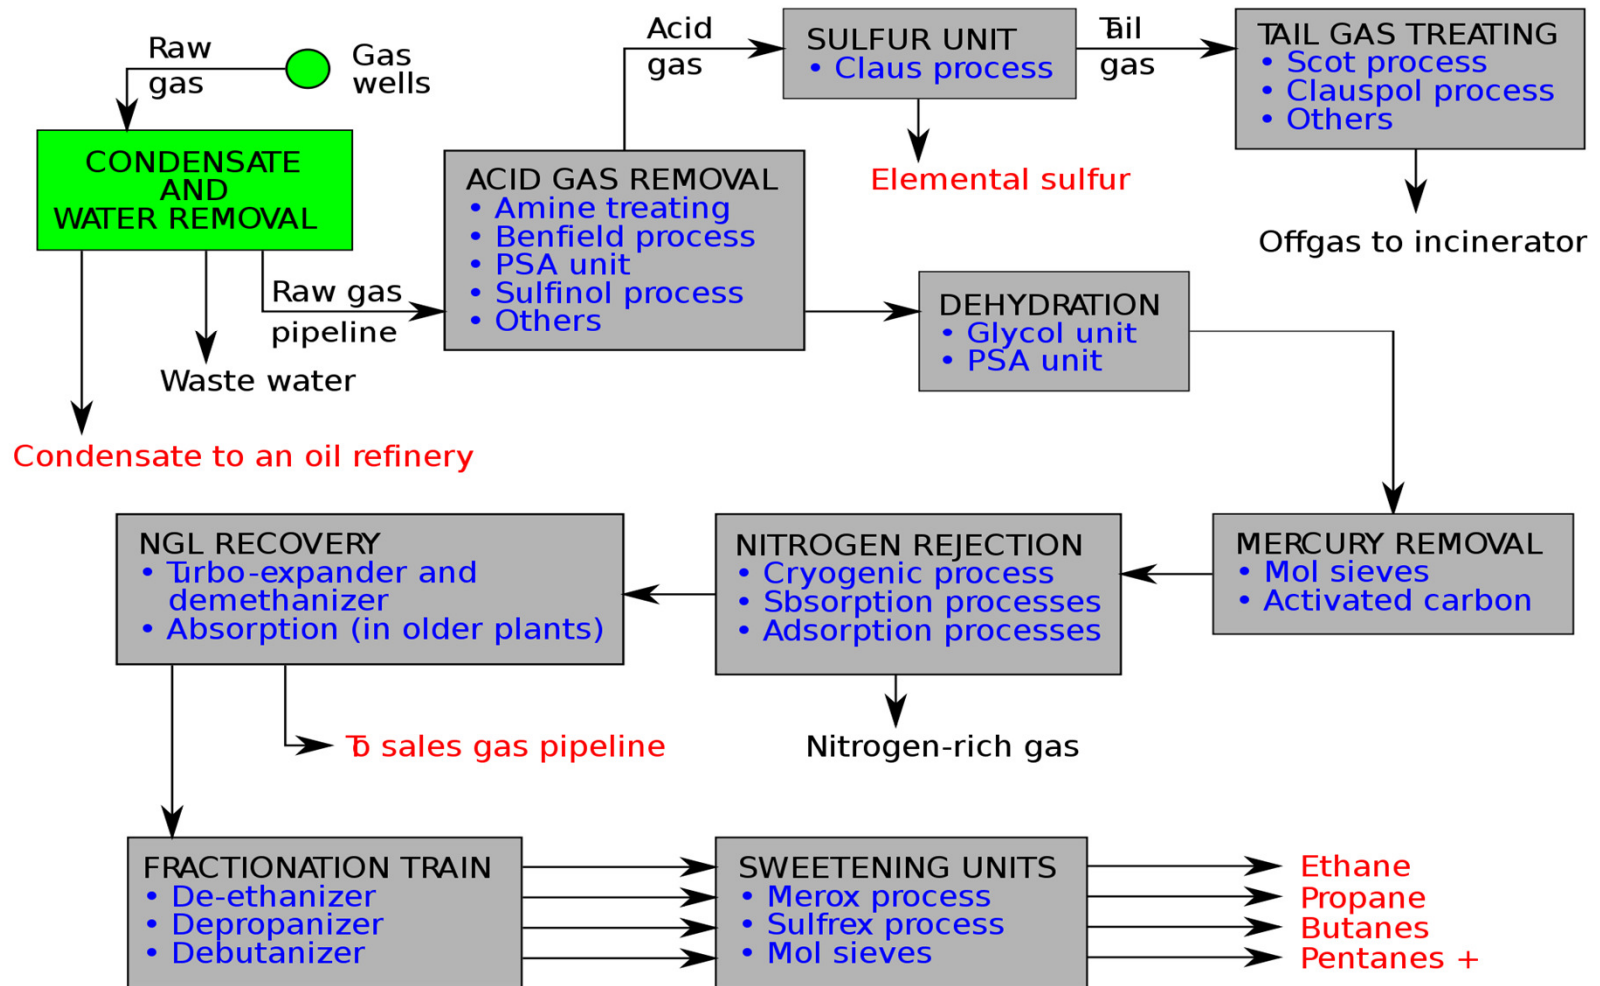 Raw
gas
Gas
wells
CONDENSATE
AND
WATER REMOVAL
Raw gas
pipeline
Waste water
Condensate to an oil refinery
ACID GAS REMOVAL
• Amine treating
• Benfield process
• PSA unit
• Sulfinol process
• Others
Acid
gas
SULFUR UNIT
• Claus process
Elemental sulfur
Tail
gas
TAIL GAS TREATING
• Scot process
• Clauspol process
• Others
Offgas to incinerator
DEHYDRATION
• Glycol unit
• PSA unit
MERCURY REMOVAL
• Mol sieves
• Activated carbon
NITROGEN REJECTION
• Cryogenic process
• Sbsorption processes
• Adsorption processes
Nitrogen-rich gas
NGL RECOVERY
• Turbo-expander and
demethanizer
• Absorption (in older plants)
To sales gas pipeline
FRACTIONATION TRAIN
• De-ethanizer
• Depropanizer
• Debutanizer
SWEETENING UNITS
• Merox process
• Sulfrex process
• Mol sieves
Ethane
Propane
Butanes
Pentanes +